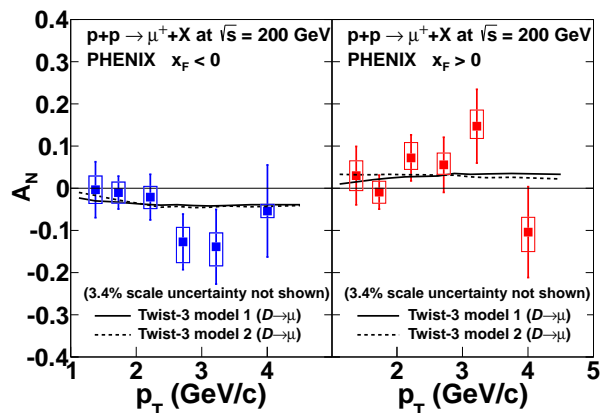 p+p → μ⁺+X at √s = 200 GeV
PHENIX x_F < 0
p+p → μ⁺+X at √s = 200 GeV
PHENIX x_F > 0
A_N
0.4
0.3
0.2
0.1
0
-0.1
-0.2
-0.3
-0.4
(3.4% scale uncertainty not shown)
Twist-3 model 1 (D→μ)
Twist-3 model 2 (D→μ)
(3.4% scale uncertainty not shown)
Twist-3 model 1 (D→μ)
Twist-3 model 2 (D→μ)
1 2 3 4 2 3 4 5
p_T (GeV/c) p_T (GeV/c)